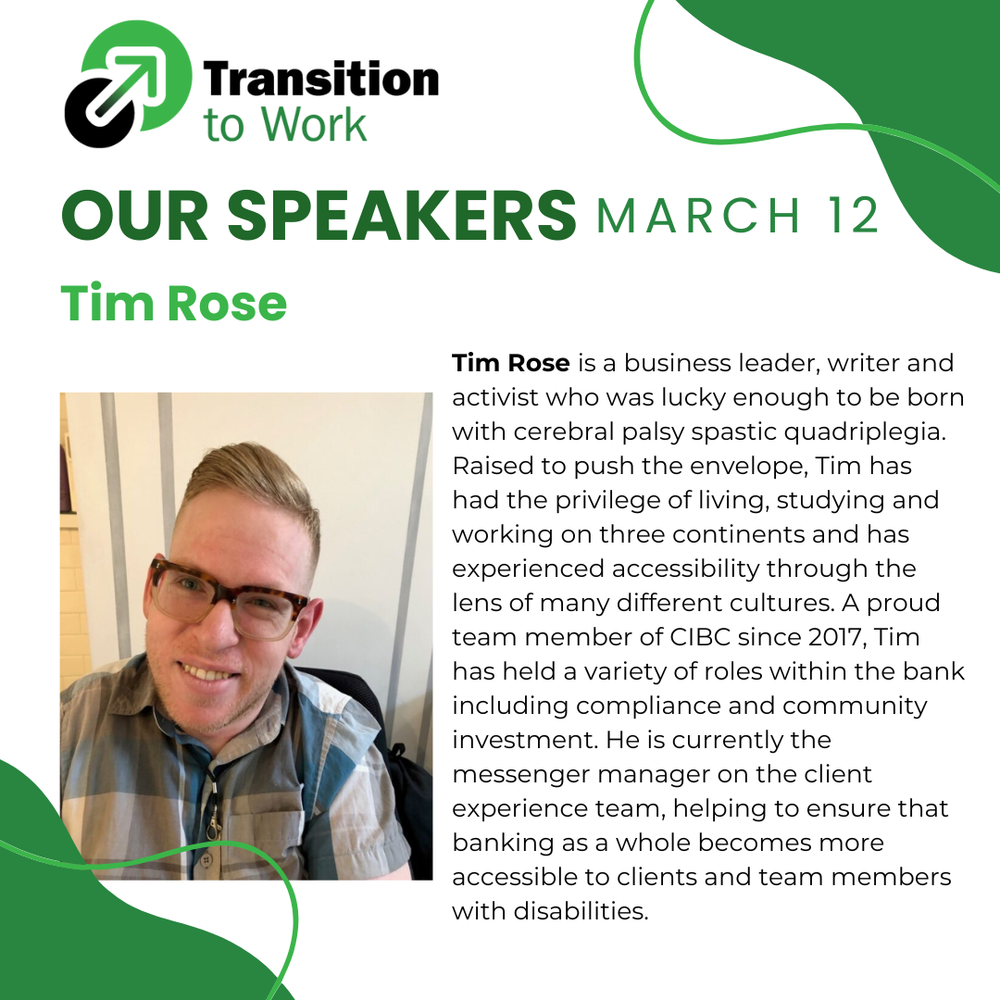 Transition
to Work
OUR SPEAKERS MARCH 12
Tim Rose
Tim Rose is a business leader, writer and
activist who was lucky enough to be born
with cerebral palsy spastic quadriplegia.
Raised to push the envelope, Tim has
had the privilege of living, studying and
working on three continents and has
experienced accessibility through the
lens of many different cultures. A proud
team member of CIBC since 2017, Tim
has held a variety of roles within the bank
including compliance and community
investment. He is currently the
messenger manager on the client
experience team, helping to ensure that
banking as a whole becomes more
accessible to clients and team members
with disabilities.